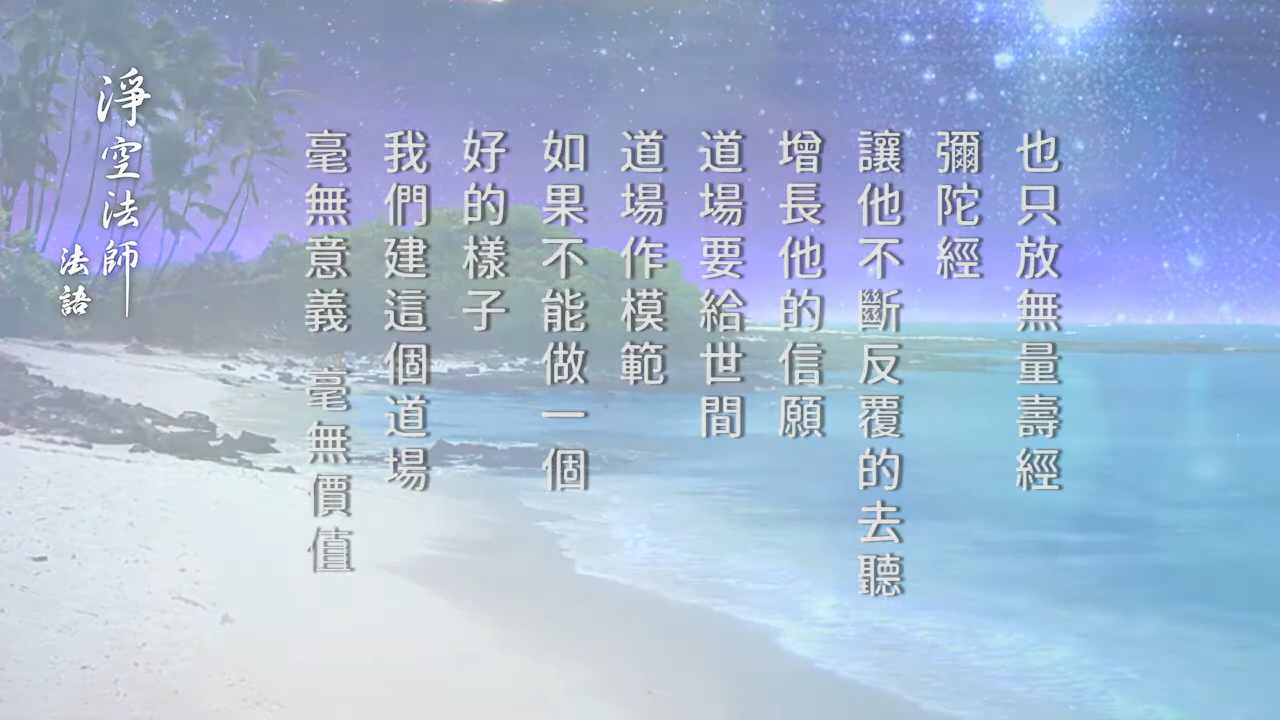 也只放無量壽經
彌陀經
讓他不斷反覆的去聽
增長他的信願
道場要給世間
道場作模範
如果不能做一個
好的樣子
我們建這個道場
毫無意義 毫無價值
淨空法師
法語